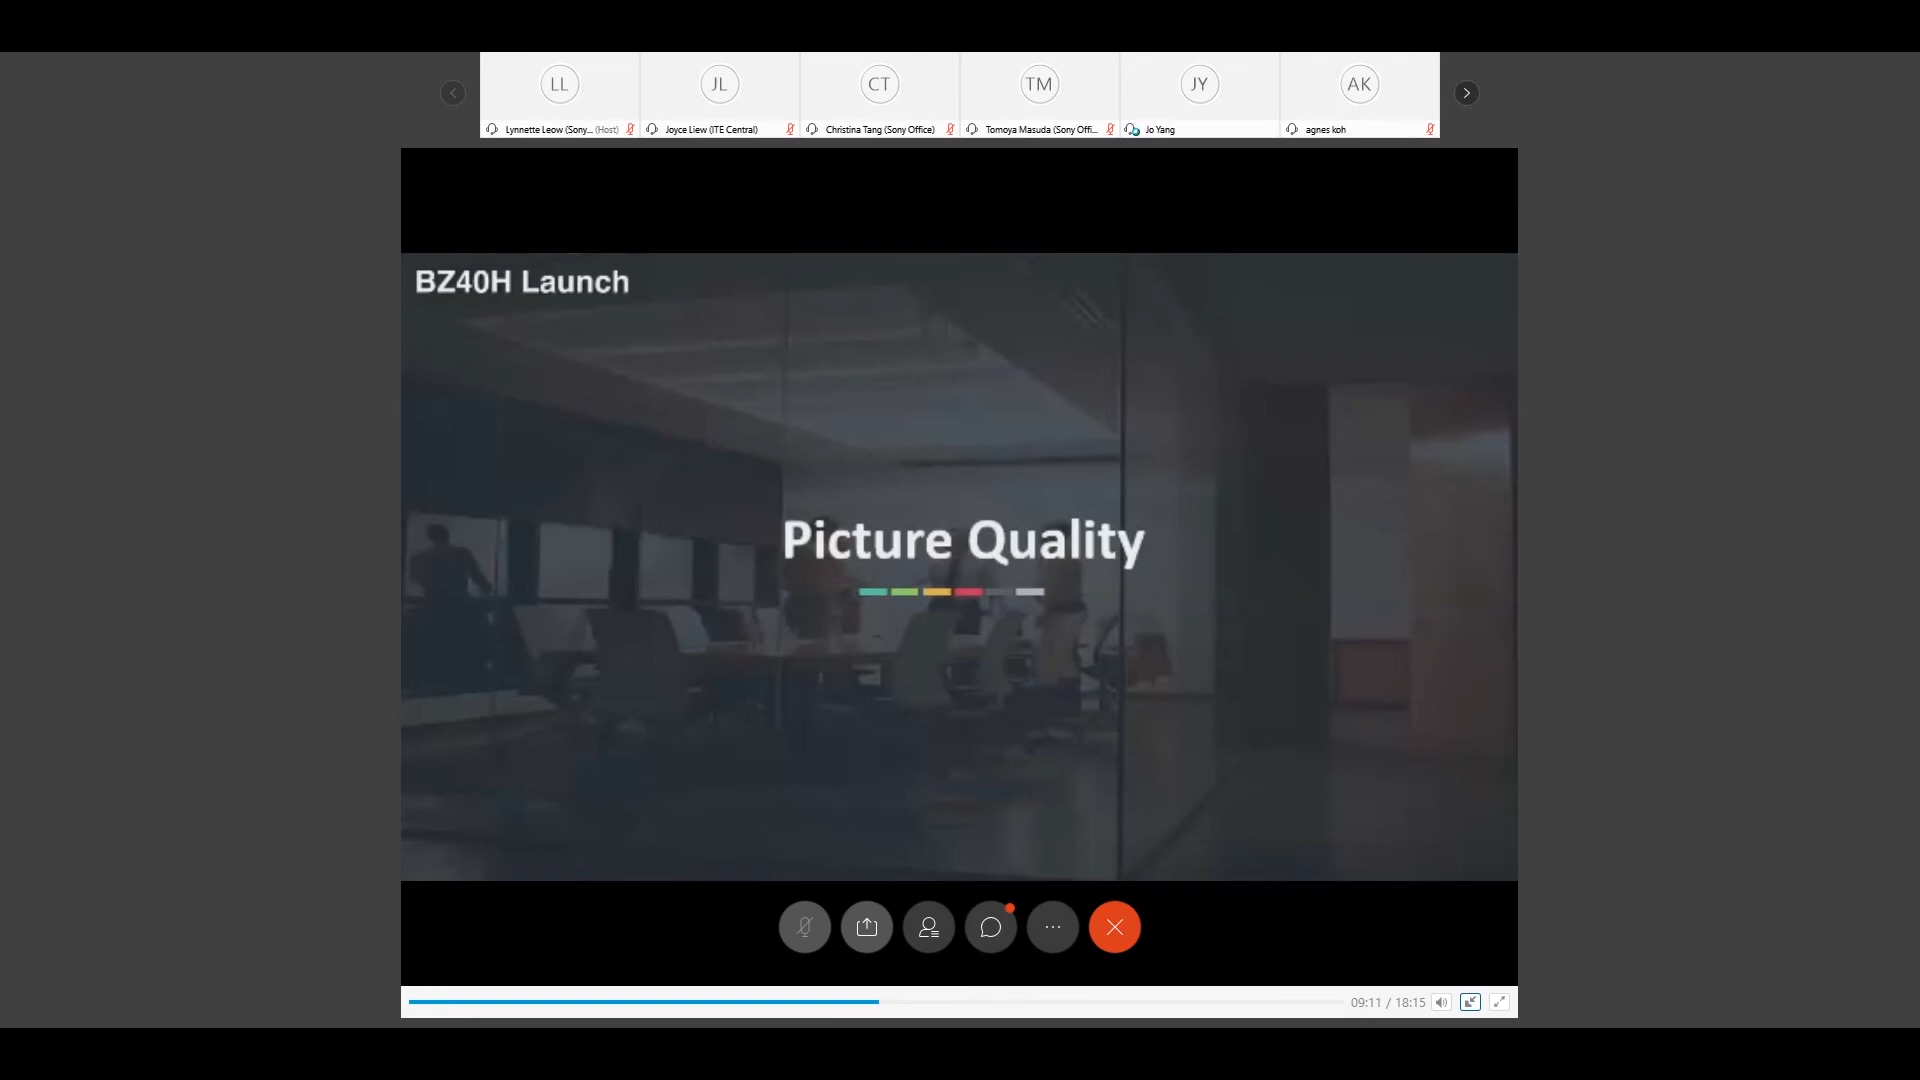 LL
JL
CT
TM
JY
AK
Lynnette Leow (Sony... (Host)
Joyce Liew (ITE Central)
Christina Tang (Sony Office)
Tomoya Masuda (Sony Offi...
Jo Yang
agnes koh
BZ40H Launch
Picture Quality
09:11 / 18:15